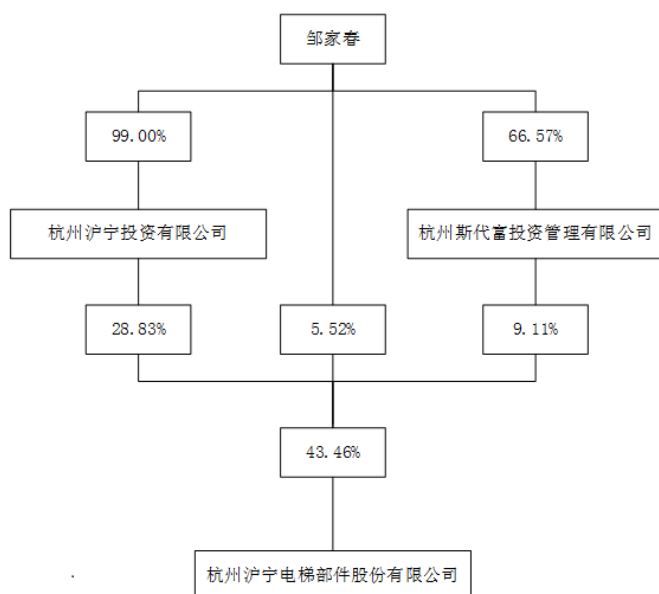 邹家春
99.00%
66.57%
杭州沪宁投资有限公司
杭州斯代富投资管理有限公司
28.83%
5.52%
9.11%
43.46%
杭州沪宁电梯部件股份有限公司